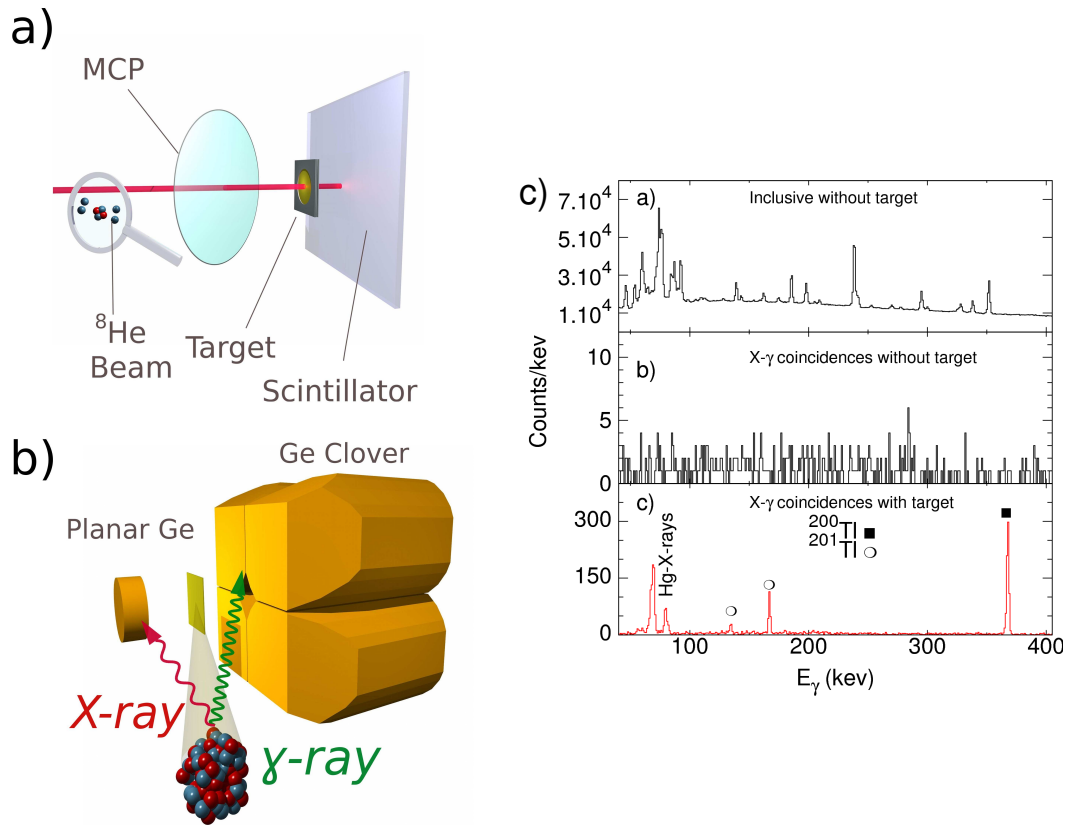 a)
MCP
⁸He
Beam
Target
Scintillator
b)
Ge Clover
Planar Ge
X-ray
γ-ray
c)
Counts/kev
a)
Inclusive without target
7.10⁴
5.10⁴
3.10⁴
1.10⁴
b)
X-γ coincidences without target
10
5
0
c)
X-γ coincidences with target
300
150
0
Hg-X-rays
²⁰⁰Tl
²⁰¹Tl
100
200
300
400
Eγ (kev)